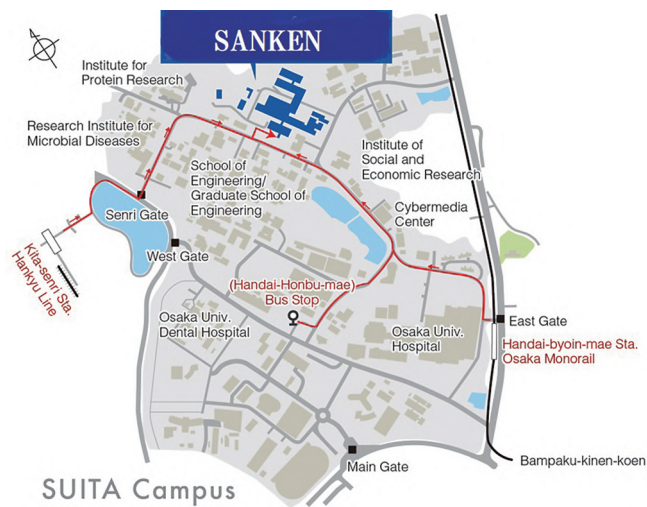 SANKEN
Institute for
Protein Research
Research Institute for
Microbial Diseases
School of
Engineering/
Graduate School of
Engineering
Institute of
Social and
Economic Research
Cybermedia
Center
Senri Gate
West Gate
Kita-senri Sta.
Hankyu Line
(Handai-Honbu-mae)
Bus Stop
Osaka Univ.
Dental Hospital
Osaka Univ.
Hospital
East Gate
Handai-byoin-mae Sta.
Osaka Monorail
Main Gate
Bampaku-kinen-koen
SUITA Campus